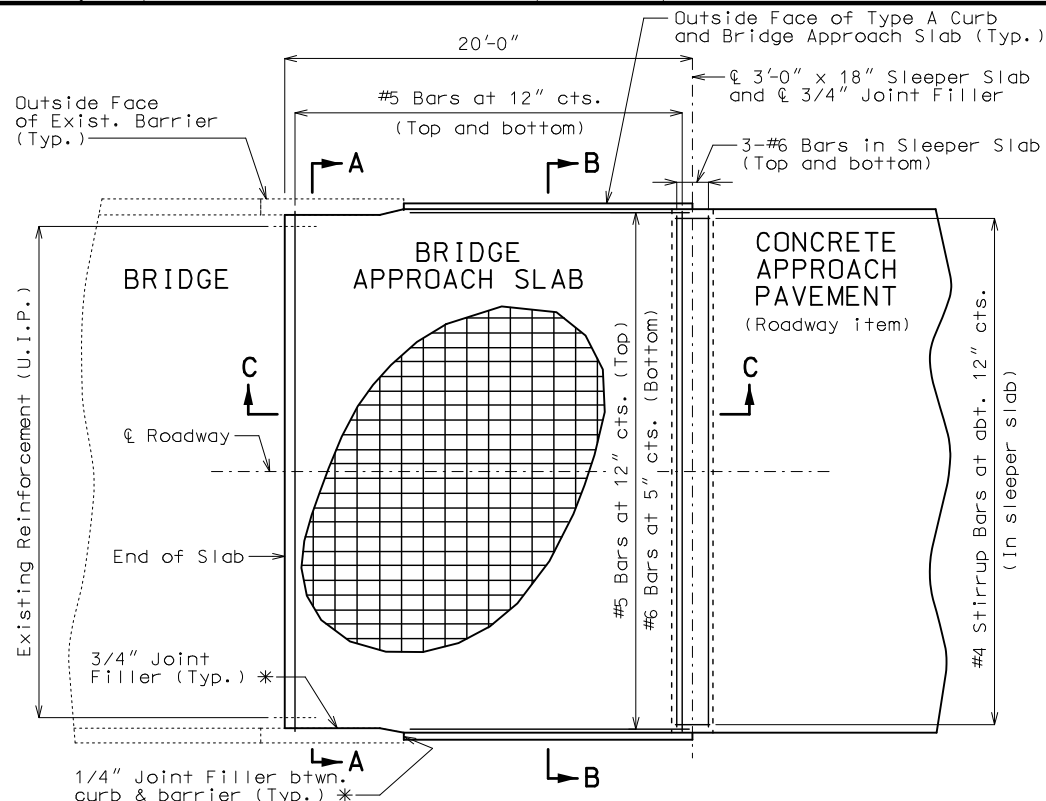 Outside Face of Type A Curb
and Bridge Approach Slab (Typ.)
20'-0"
℄ 3'-0" x 18" Sleeper Slab
and ℄ 3/4" Joint Filler
Outside Face
of Exist. Barrier
(Typ.)
#5 Bars at 12" cts.
(Top and bottom)
3-#6 Bars in Sleeper Slab
(Top and bottom)
A
B
BRIDGE
BRIDGE
APPROACH SLAB
CONCRETE
APPROACH
PAVEMENT
(Roadway item)
C
C
℄ Roadway
End of Slab
Existing Reinforcement (U.I.P.)
#5 Bars at 12" cts. (Top)
#6 Bars at 5" cts. (Bottom)
#4 Stirrup Bars at abt. 12" cts.
(In sleeper slab)
3/4" Joint
Filler (Typ.) *
A
B
1/4" Joint Filler btwn.
curb & barrier (Typ.) *